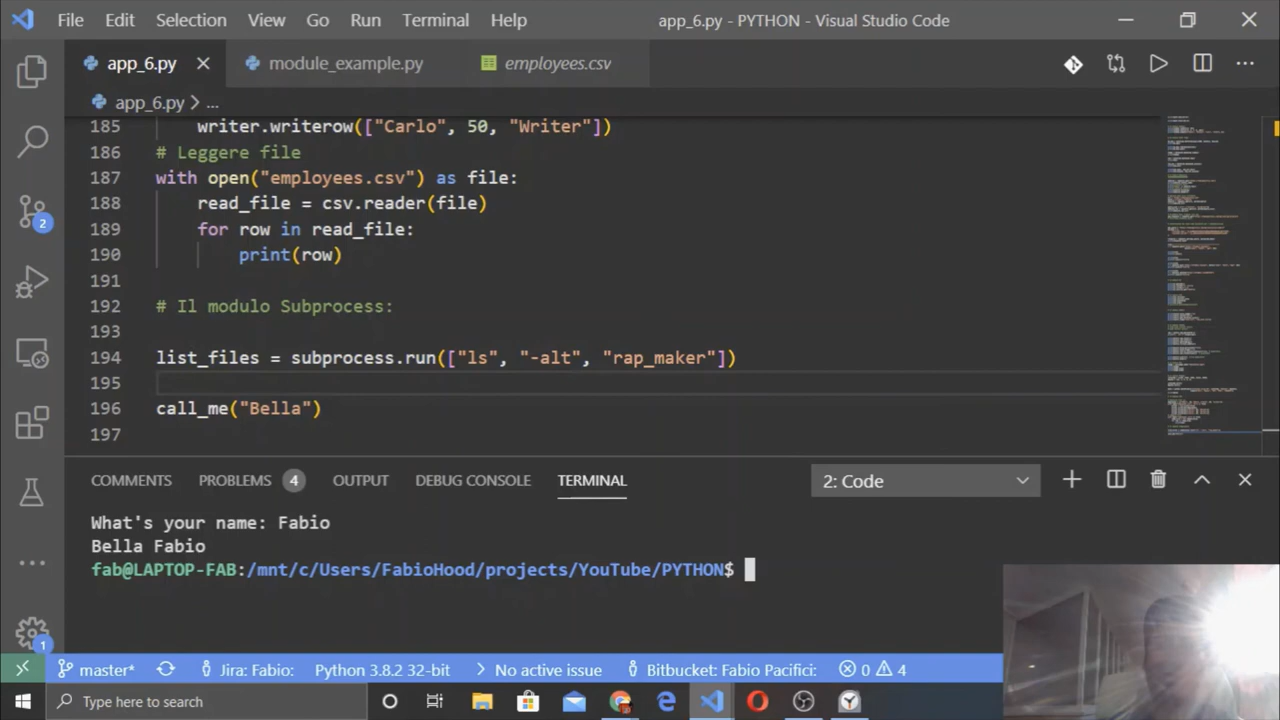 File Edit Selection View Go Run Terminal Help app_6.py - PYTHON - Visual Studio Code
app_6.py module_example.py employees.csv
app_6.py > ...
185 writer.writerow(["Carlo", 50, "Writer"])
186 # Leggere file
187 with open("employees.csv") as file:
188 read_file = csv.reader(file)
189 for row in read_file:
190 print(row)
191
192 # Il modulo Subprocess:
193
194 list_files = subprocess.run(["ls", "-alt", "rap_maker"])
195
196 call_me("Bella")
197
COMMENTS PROBLEMS 4 OUTPUT DEBUG CONSOLE TERMINAL 2: Code
What's your name: Fabio
Bella Fabio
fab@LAPTOP-FAB:/mnt/c/Users/FabioHood/projects/YouTube/PYTHON$
2
1
master* Jira: Fabio: Python 3.8.2 32-bit No active issue Bitbucket: Fabio Pacifici: 0 4
Type here to search